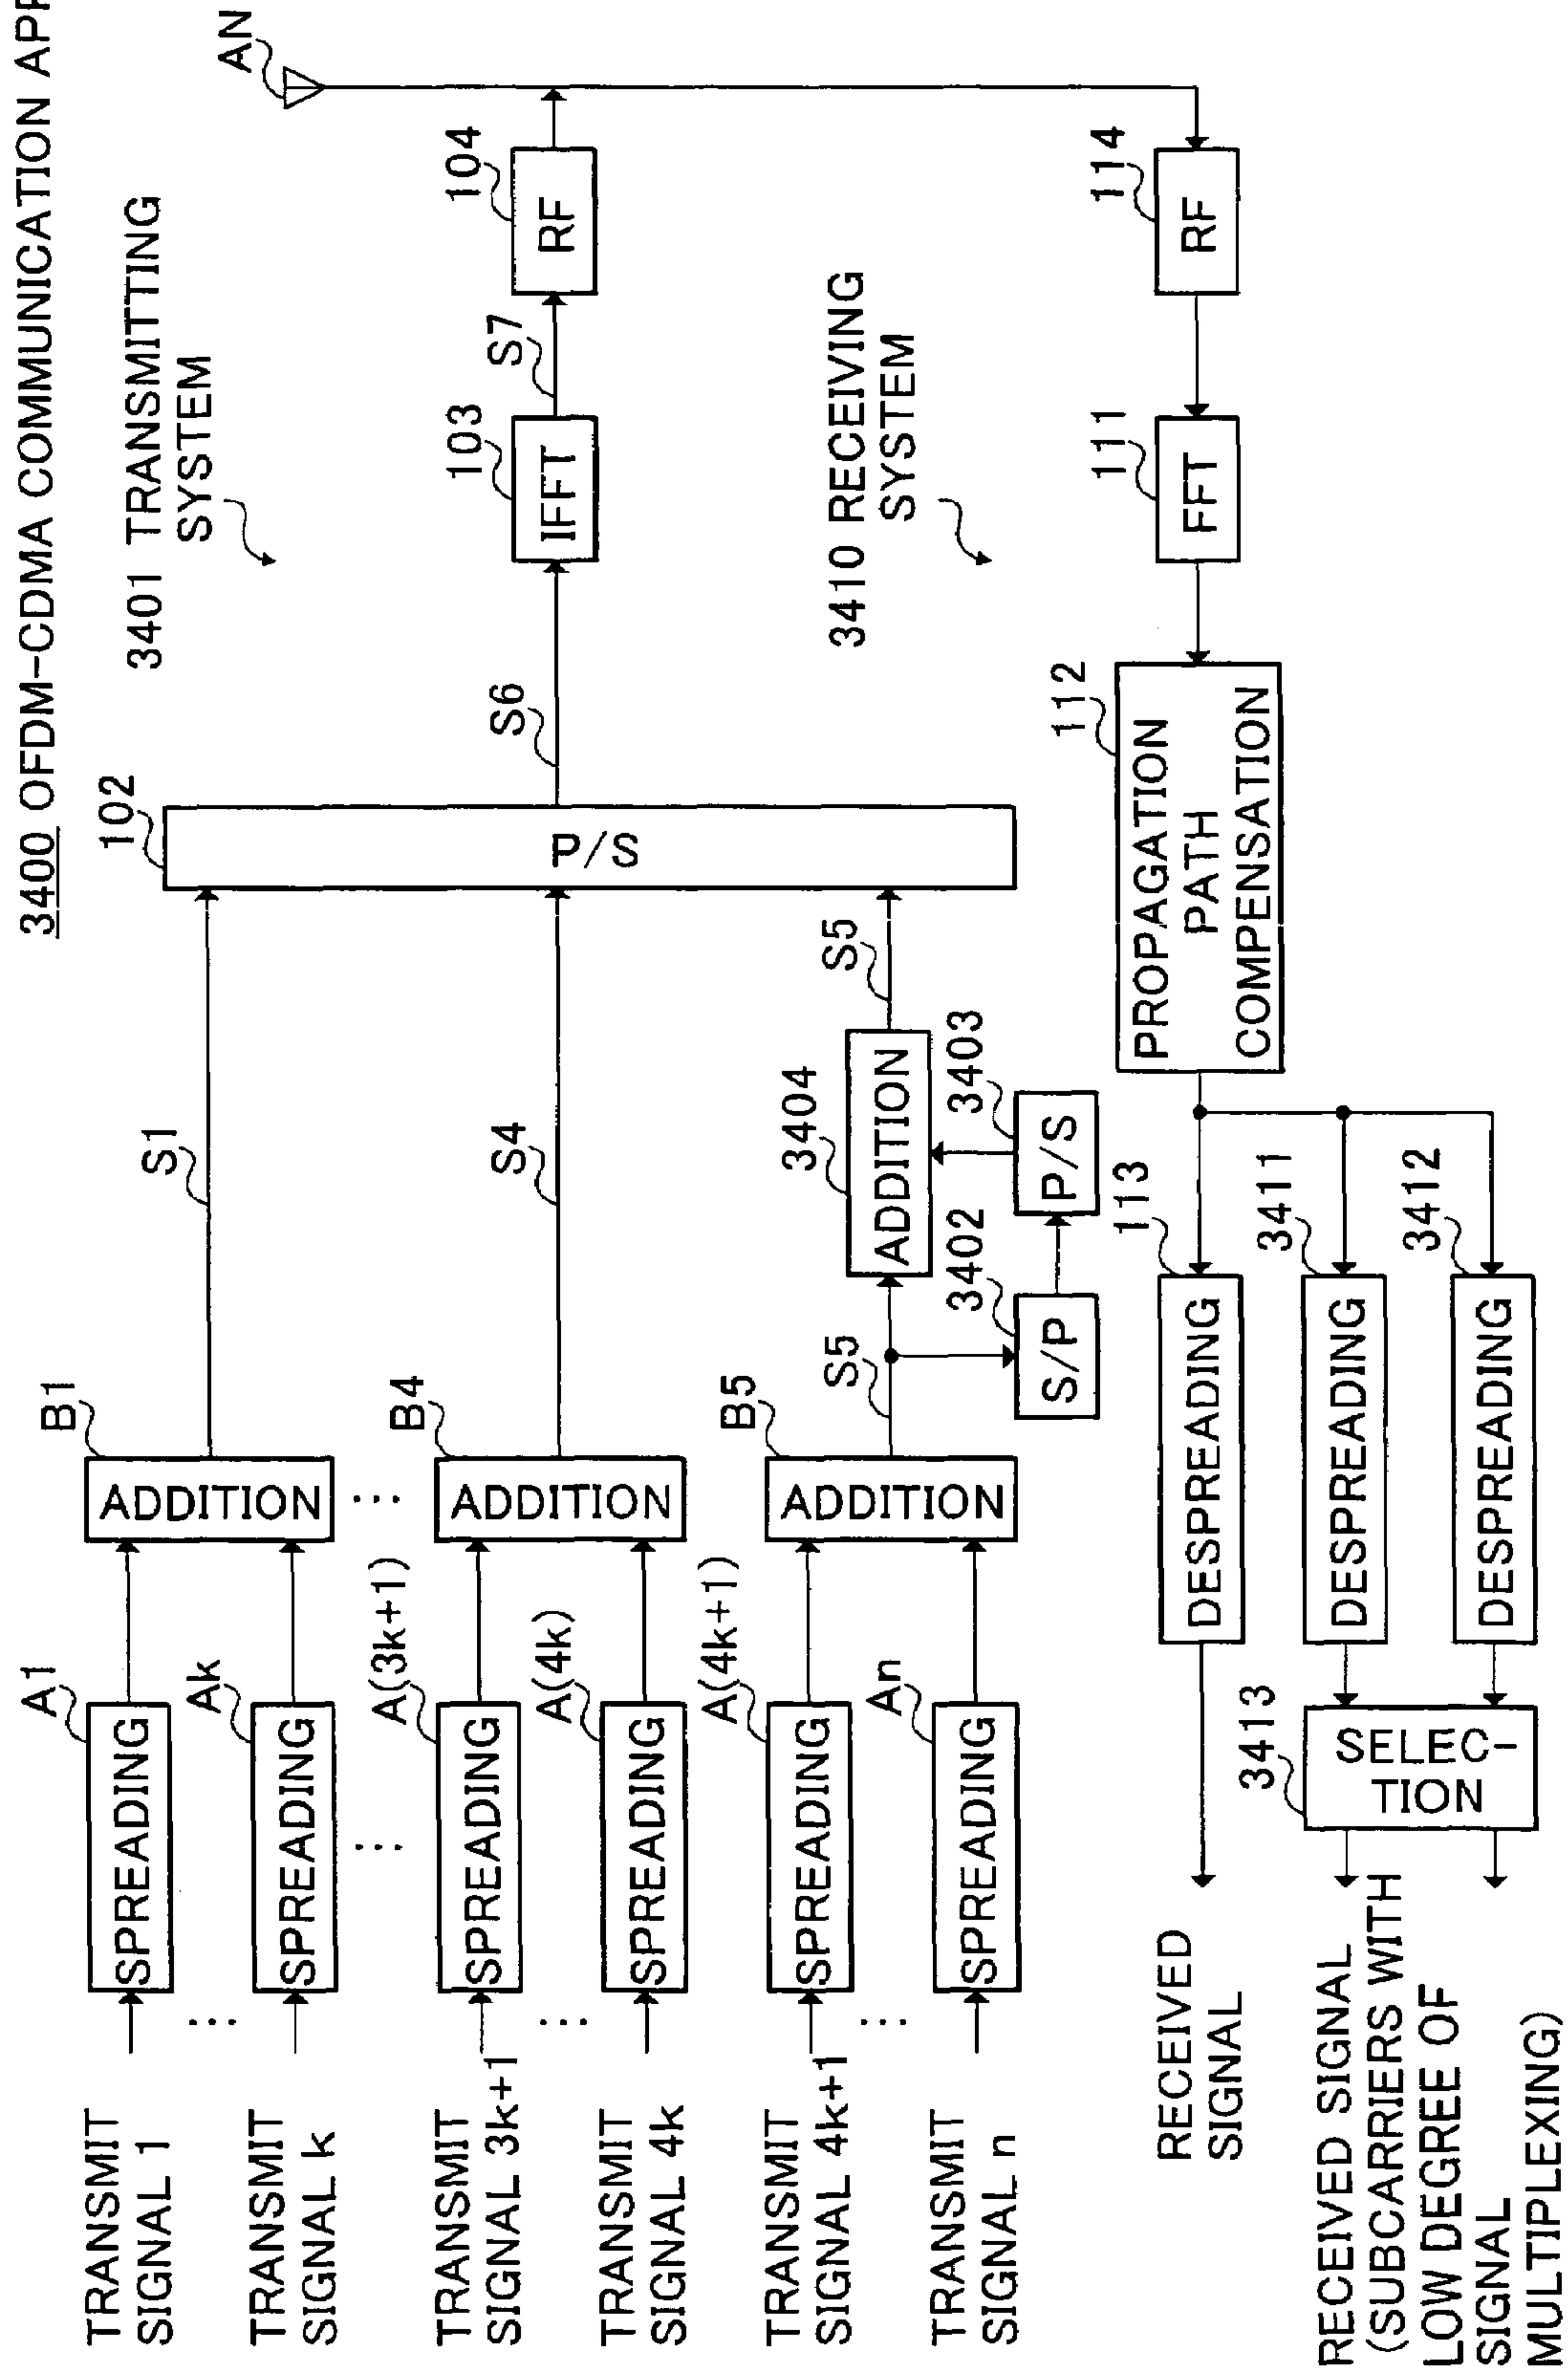 3400 OFDM-CDMA COMMUNICATION
3401 TRANSMITTING
SYSTEM
AN
TRANSMIT
SIGNAL 1
A1
SPREADING
B1
ADDITION
S1
102
P/S
S6
103
IFFT
S7
104
RF
TRANSMIT
SIGNAL k
Ak
SPREADING
...
...
...
TRANSMIT
SIGNAL 3k+1
A(3k+1)
SPREADING
B4
ADDITION
S4
TRANSMIT
SIGNAL 4k
A(4k)
SPREADING
...
TRANSMIT
SIGNAL 4k+1
A(4k+1)
SPREADING
B5
ADDITION
S5
3404
ADDITION
S5
TRANSMIT
SIGNAL n
An
SPREADING
...
3402
S/P
3403
P/S
3410 RECEIVING
SYSTEM
114
RF
111
FFT
112
PROPAGATION
PATH
COMPENSATION
113
DESPREADING
RECEIVED
SIGNAL
3411
DESPREADING
3412
DESPREADING
3413
SELEC-
TION
RECEIVED SIGNAL
(SUBCARRIERS WITH
LOW DEGREE OF
SIGNAL
MULTIPLEXING)